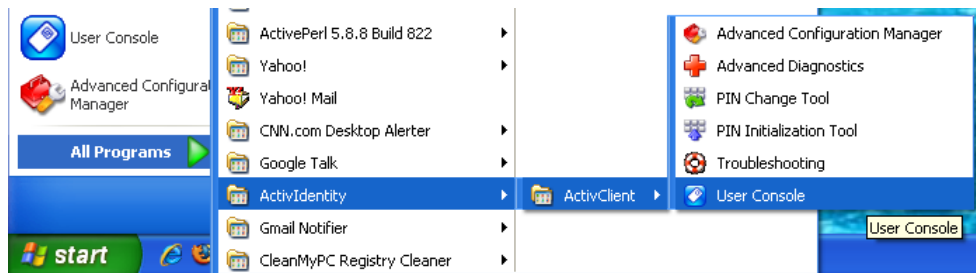 User Console
Advanced Configurat
Manager
All Programs
start
ActivePerl 5.8.8 Build 822
Yahoo!
Yahoo! Mail
CNN.com Desktop Alerter
Google Talk
ActivIdentity
Gmail Notifier
CleanMyPC Registry Cleaner
ActivClient
Advanced Configuration Manager
Advanced Diagnostics
PIN Change Tool
PIN Initialization Tool
Troubleshooting
User Console
User Console